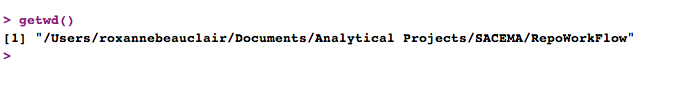 > getwd()
[1] "/Users/roxannebeauclair/Documents/Analytical Projects/SACEMA/RepoWorkFlow"
>